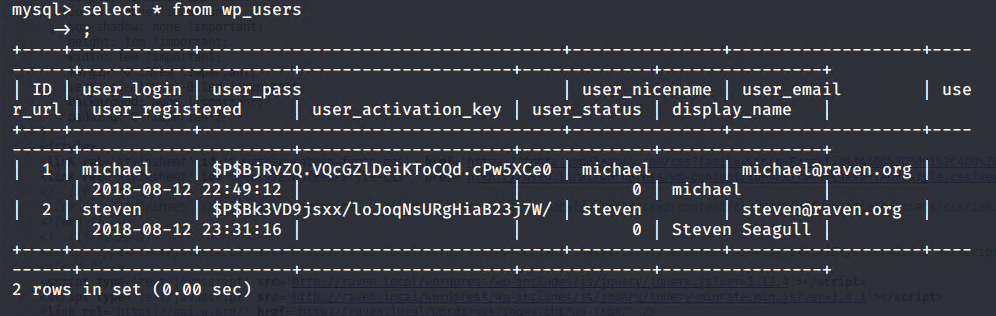 mysql> select * from wp_users
    -> ;
+----+------------+------------------------------------+---------------+-------------------+----
------+---------------------+---------------------+-------------+----------------+
| ID | user_login | user_pass                          | user_nicename | user_email        | use
r_url | user_registered     | user_activation_key | user_status | display_name   |
+----+------------+------------------------------------+---------------+-------------------+----
------+---------------------+---------------------+-------------+----------------+
|  1 | michael    | $P$BjRvZQ.VQcGZlDeiKToCQd.cPw5XCe0 | michael       | michael@raven.org |
      | 2018-08-12 22:49:12 |                     |           0 | michael        |
|  2 | steven     | $P$Bk3VD9jsxx/loJoqNsURgHiaB23j7W/ | steven        | steven@raven.org  |
      | 2018-08-12 23:31:16 |                     |           0 | Steven Seagull |
+----+------------+------------------------------------+---------------+-------------------+----
------+---------------------+---------------------+-------------+----------------+
2 rows in set (0.00 sec)